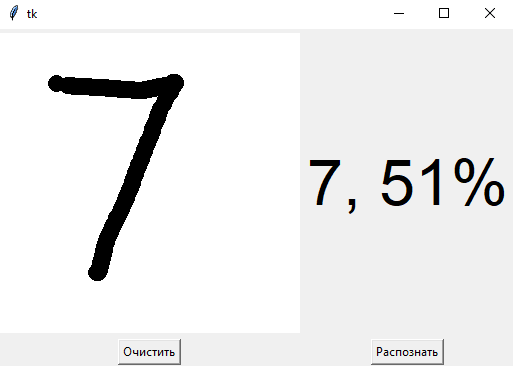 tk
7
7, 51%
Очистить
Распознать